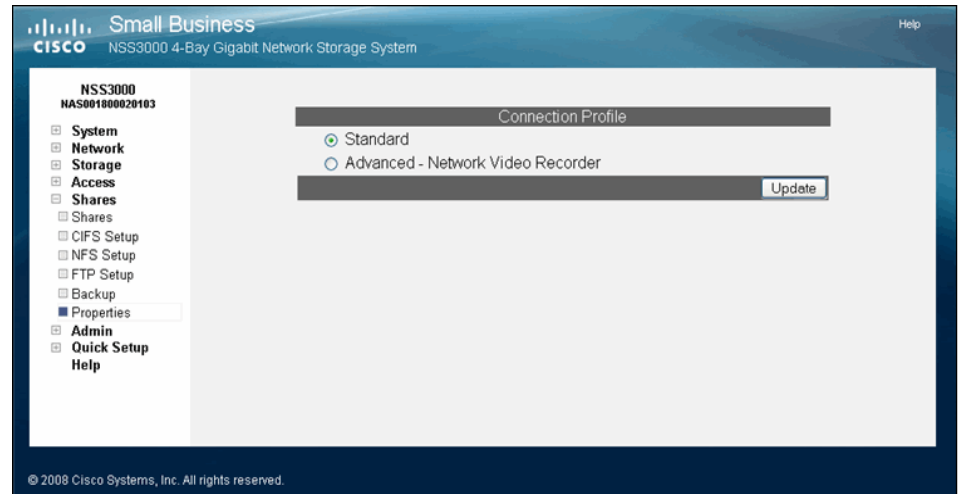 Small Business
CISCO NSS3000 4-Bay Gigabit Network Storage System
Help
NSS3000
NAS001800020103
System
Network
Storage
Access
Shares
Shares
CIFS Setup
NFS Setup
FTP Setup
Backup
Properties
Admin
Quick Setup
Help
Connection Profile
Standard
Advanced - Network Video Recorder
Update
© 2008 Cisco Systems, Inc. All rights reserved.